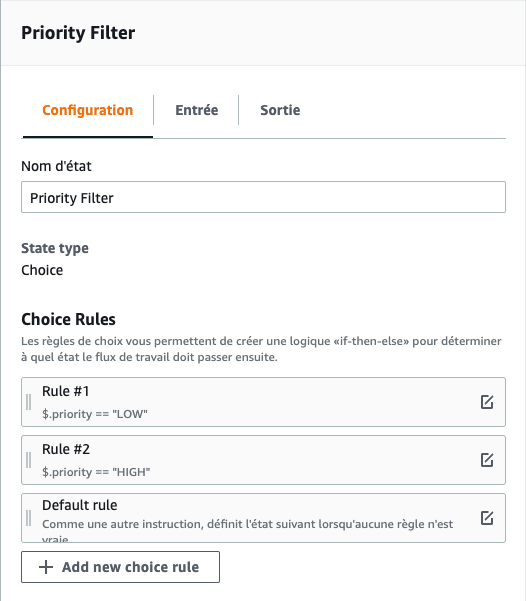 Priority Filter
Configuration
Entrée
Sortie
Nom d'état
Priority Filter
State type
Choice
Choice Rules
Les règles de choix vous permettent de créer une logique «if-then-else» pour déterminer
à quel état le flux de travail doit passer ensuite.
Rule #1
$.priority == "LOW"
Rule #2
$.priority == "HIGH"
Default rule
Comme une autre instruction, définit l'état suivant lorsqu'aucune règle n'est
vraie
Add new choice rule